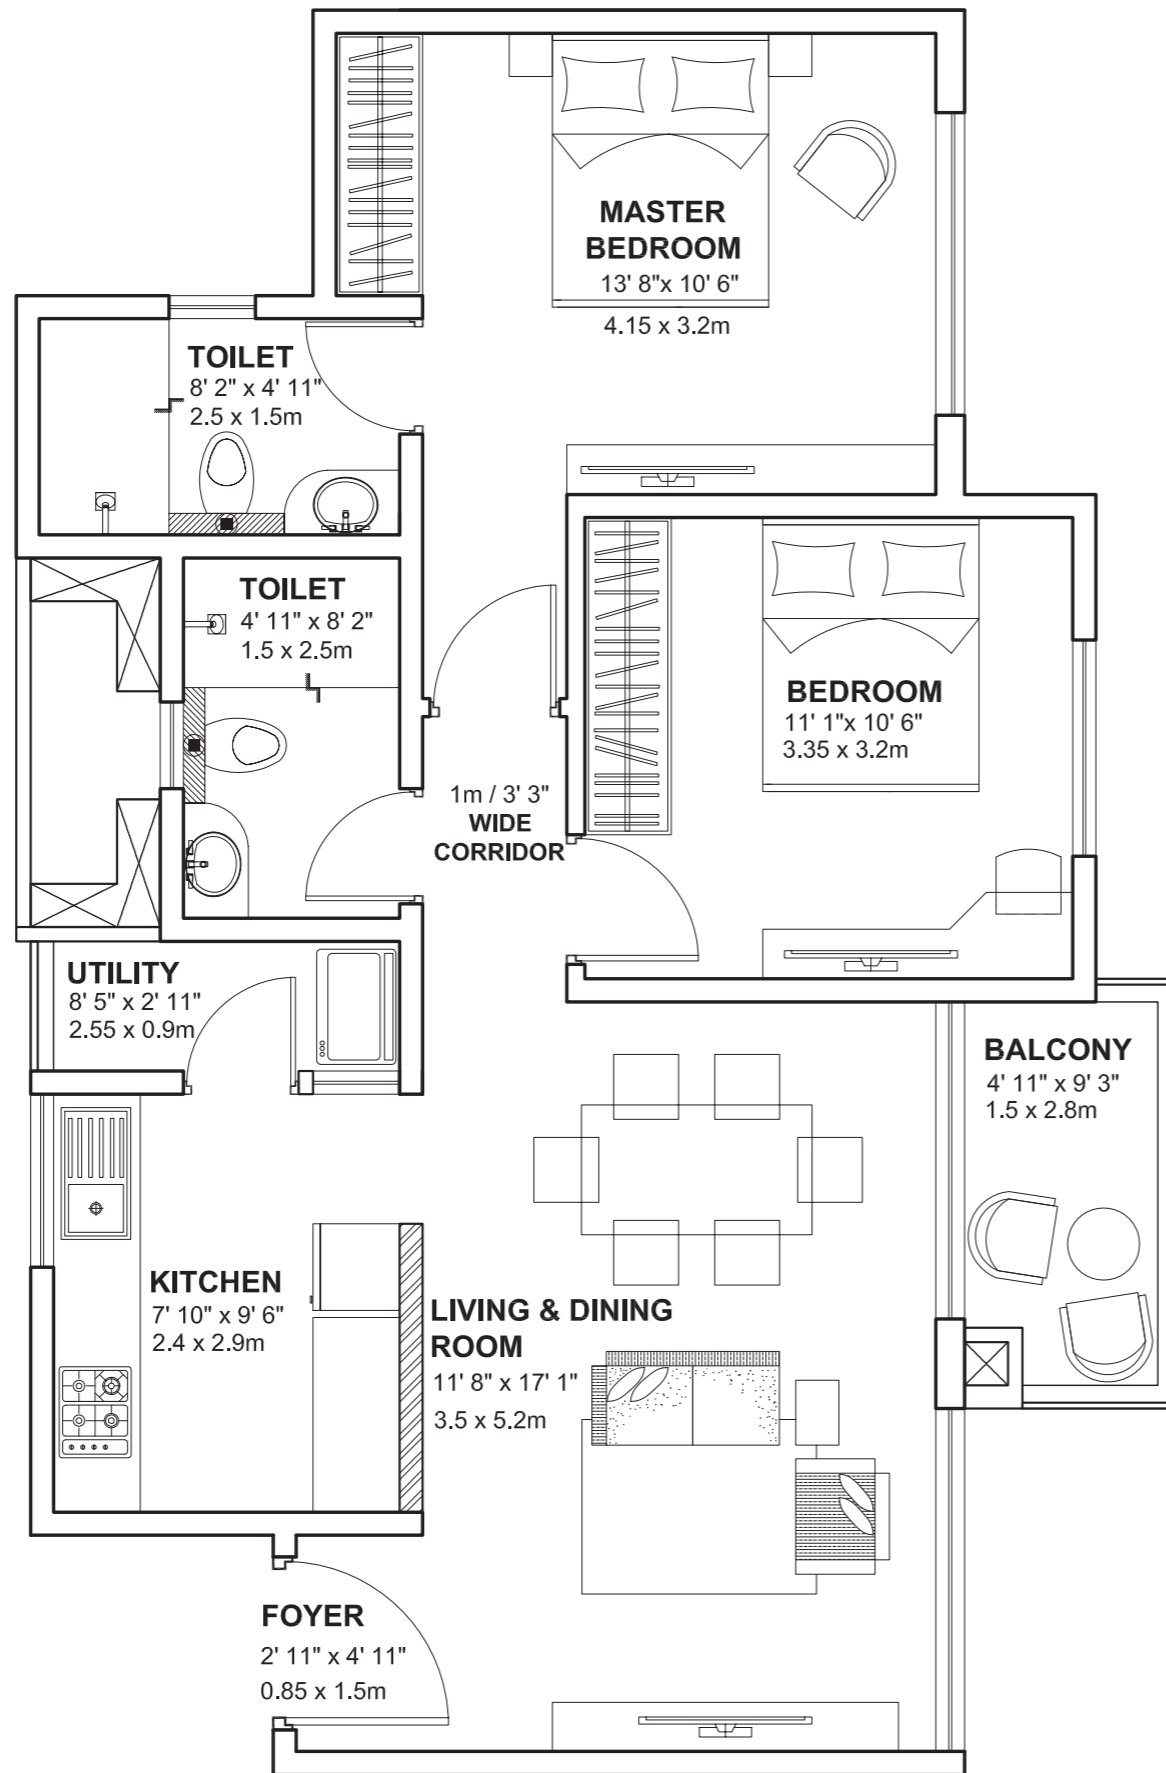 MASTER
BEDROOM
13' 8"x 10' 6"
4.15 x 3.2m
TOILET
8' 2" x 4' 11"
2.5 x 1.5m
TOILET
4' 11" x 8' 2"
1.5 x 2.5m
BEDROOM
11' 1"x 10' 6"
3.35 x 3.2m
1m / 3' 3"
WIDE
CORRIDOR
UTILITY
8' 5" x 2' 11"
2.55 x 0.9m
BALCONY
4' 11" x 9' 3"
1.5 x 2.8m
KITCHEN
7' 10" x 9' 6"
2.4 x 2.9m
LIVING & DINING
ROOM
11' 8" x 17' 1"
3.5 x 5.2m
FOYER
2' 11" x 4' 11"
0.85 x 1.5m